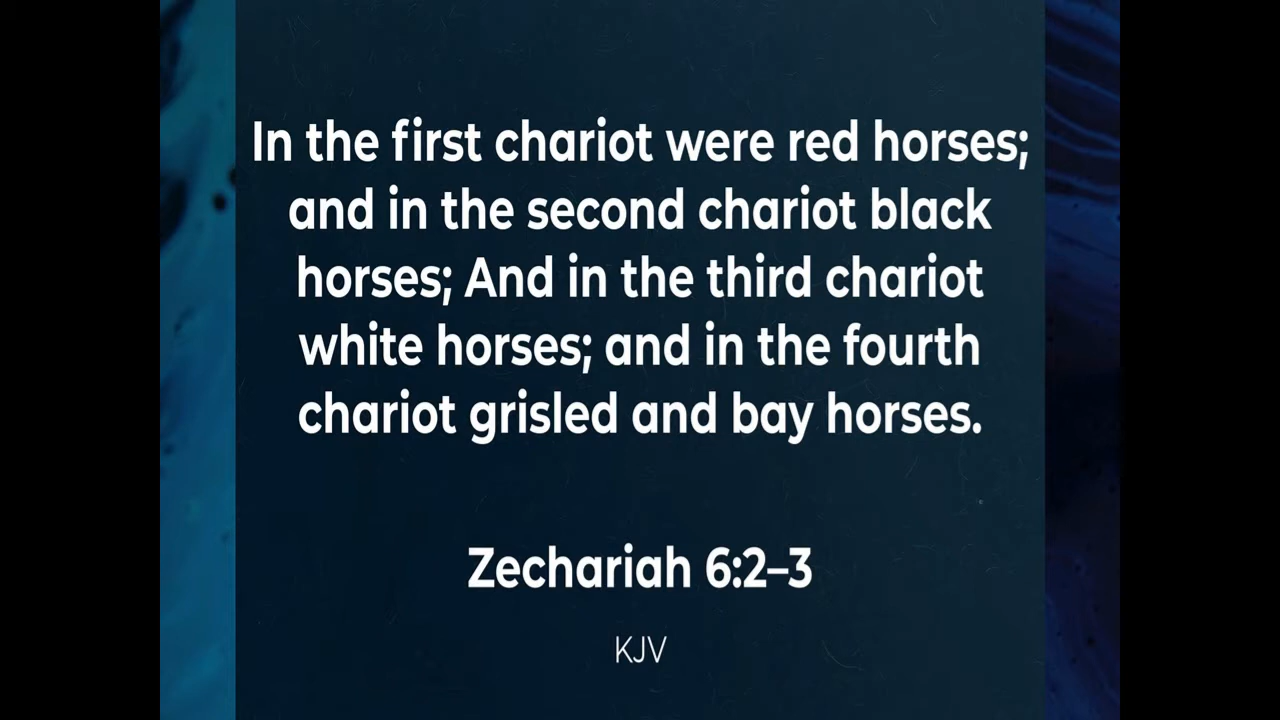 In the first chariot were red horses;
and in the second chariot black
horses; And in the third chariot
white horses; and in the fourth
chariot grisled and bay horses.
Zechariah 6:2–3
KJV